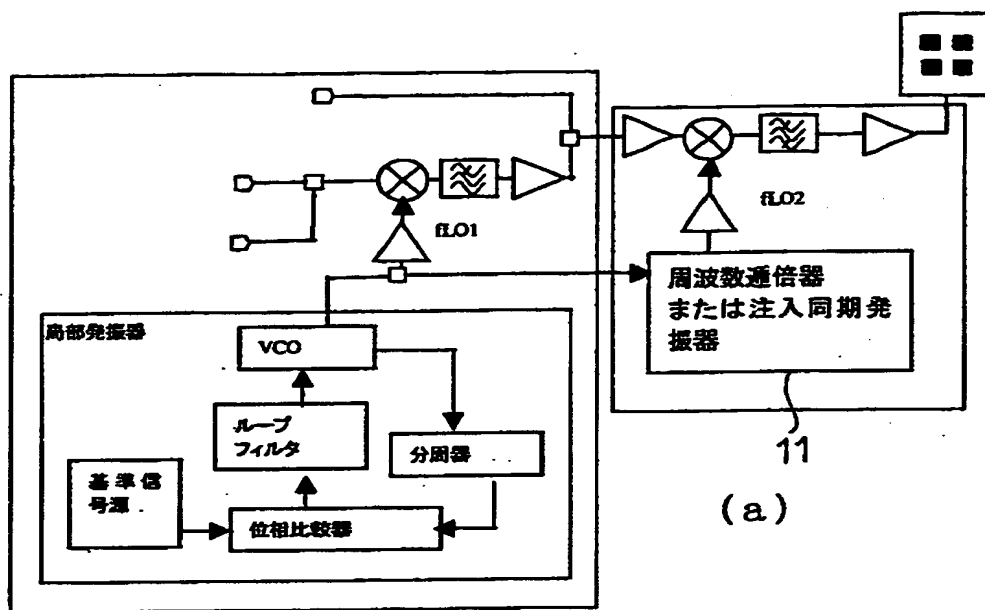 fLO1
fLO2
周波数逓倍器
または注入同期発
振器
局部発振器
VCO
ループ
フィルタ
分周器
基準信
号源
位相比較器
11
(a)